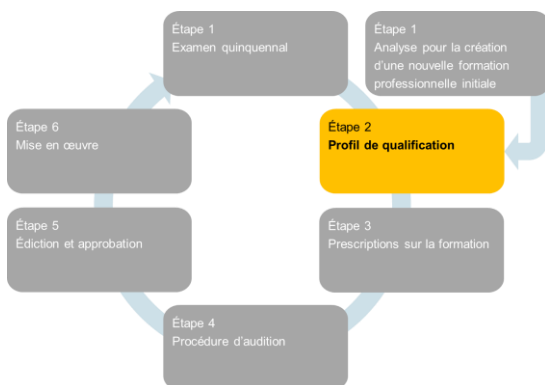 Étape 1
Examen quinquennal
Étape 1
Analyse pour la création
d'une nouvelle formation
professionnelle initiale
Étape 2
Profil de qualification
Étape 3
Prescriptions sur la formation
Étape 4
Procédure d'audition
Étape 5
Édiction et approbation
Étape 6
Mise en œuvre